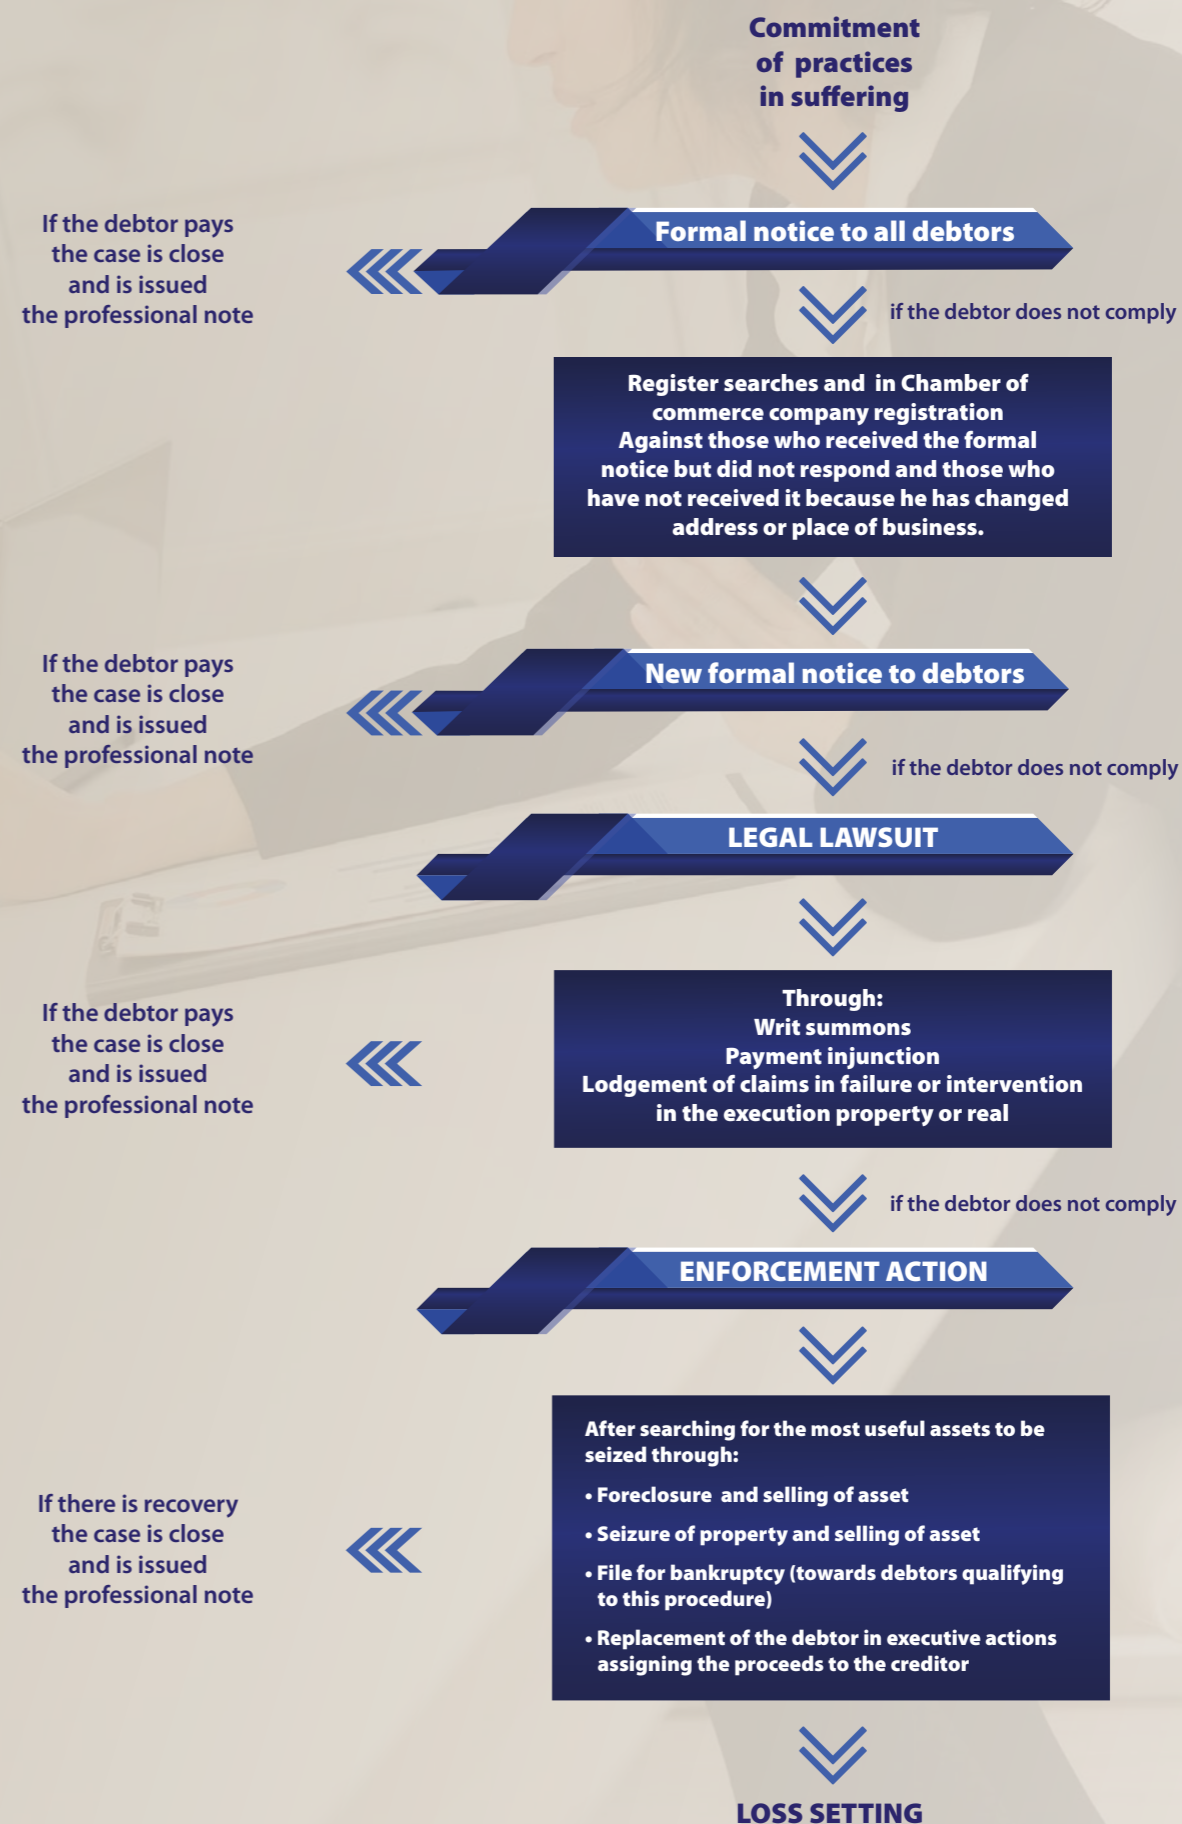 Commitment
of practices
in suffering
Formal notice to all debtors
If the debtor pays
the case is close
and is issued
the professional note
if the debtor does not comply
Register searches and in Chamber of
commerce company registration
Against those who received the formal
notice but did not respond and those who
have not received it because he has changed
address or place of business.
New formal notice to debtors
If the debtor pays
the case is close
and is issued
the professional note
if the debtor does not comply
LEGAL LAWSUIT
Through:
Writ summons
Payment injunction
Lodgement of claims in failure or intervention
in the execution property or real
If the debtor pays
the case is close
and is issued
the professional note
if the debtor does not comply
ENFORCEMENT ACTION
After searching for the most useful assets to be
seized through:
• Foreclosure and selling of asset
• Seizure of property and selling of asset
• File for bankruptcy (towards debtors qualifying
to this procedure)
• Replacement of the debtor in executive actions
assigning the proceeds to the creditor
If there is recovery
the case is close
and is issued
the professional note
LOSS SETTING